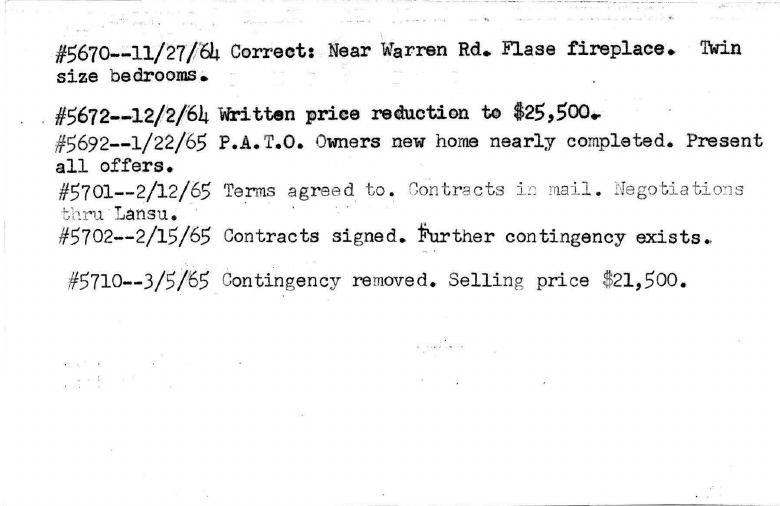 #5670--11/27/64 Correct: Near Warren Rd. Flase fireplace. Twin
size bedrooms.
#5672--12/2/64 Written price reduction to $25,500.
#5692--1/22/65 P.A.T.O. Owners new home nearly completed. Present
all offers.
#5701--2/12/65 Terms agreed to. Contracts in mail. Negotiations
thru Lansu.
#5702--2/15/65 Contracts signed. Further contingency exists.
#5710--3/5/65 Contingency removed. Selling price $21,500.